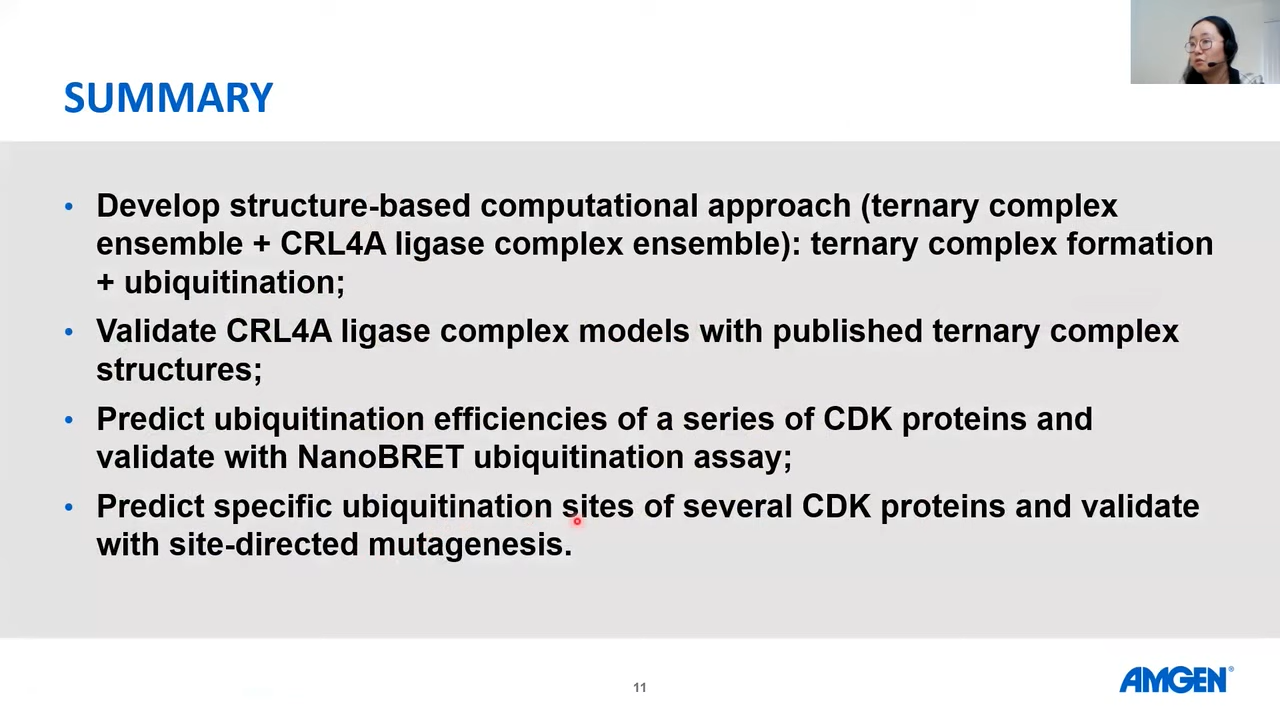 SUMMARY
• Develop structure-based computational approach (ternary complex
ensemble + CRL4A ligase complex ensemble): ternary complex formation
+ ubiquitination;
• Validate CRL4A ligase complex models with published ternary complex
structures;
• Predict ubiquitination efficiencies of a series of CDK proteins and
validate with NanoBRET ubiquitination assay;
• Predict specific ubiquitination sites of several CDK proteins and validate
with site-directed mutagenesis.
11
AMGEN®